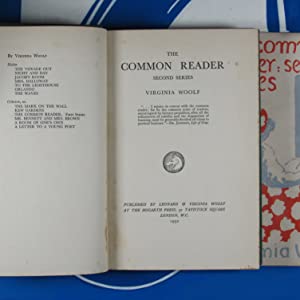 By VIRGINIA WOOLF
Fiction
THE VOYAGE OUT
NIGHT AND DAY
JACOB'S ROOM
MRS. DALLOWAY
TO THE LIGHTHOUSE
ORLANDO
THE WAVES
Criticism, etc.
THE MARK ON THE WALL
KEW GARDENS
THE COMMON READER.
MR. BENNETT AND MRS. BROWN
A ROOM OF ONE'S OWN
A LETTER TO A YOUNG POET
THE
COMMON READER
SECOND SERIES
VIRGINIA WOOLF
PUBLISHED BY LEONARD & VIRGINIA WOOLF
AT THE HOGARTH PRESS, 52 TAVISTOCK SQUARE
LONDON, W.C.
1932
comm
er: se
es
nia W